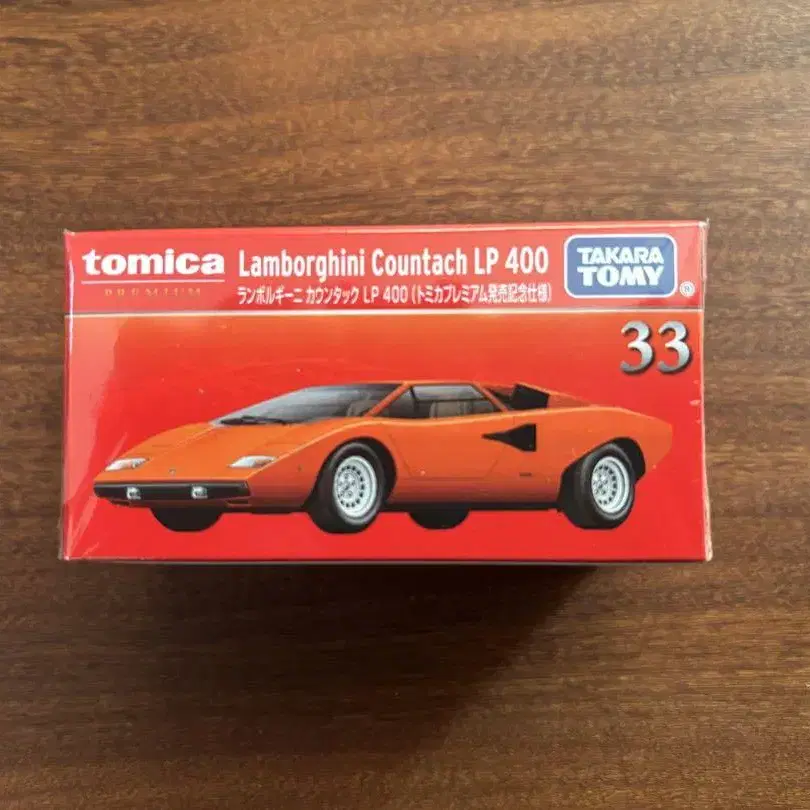 tomica
PREMIUM
Lamborghini Countach LP 400
ランボルギーニ カウンタック LP 400 (トミカプレミアム発売記念仕様)
TAKARA
TOMY
33